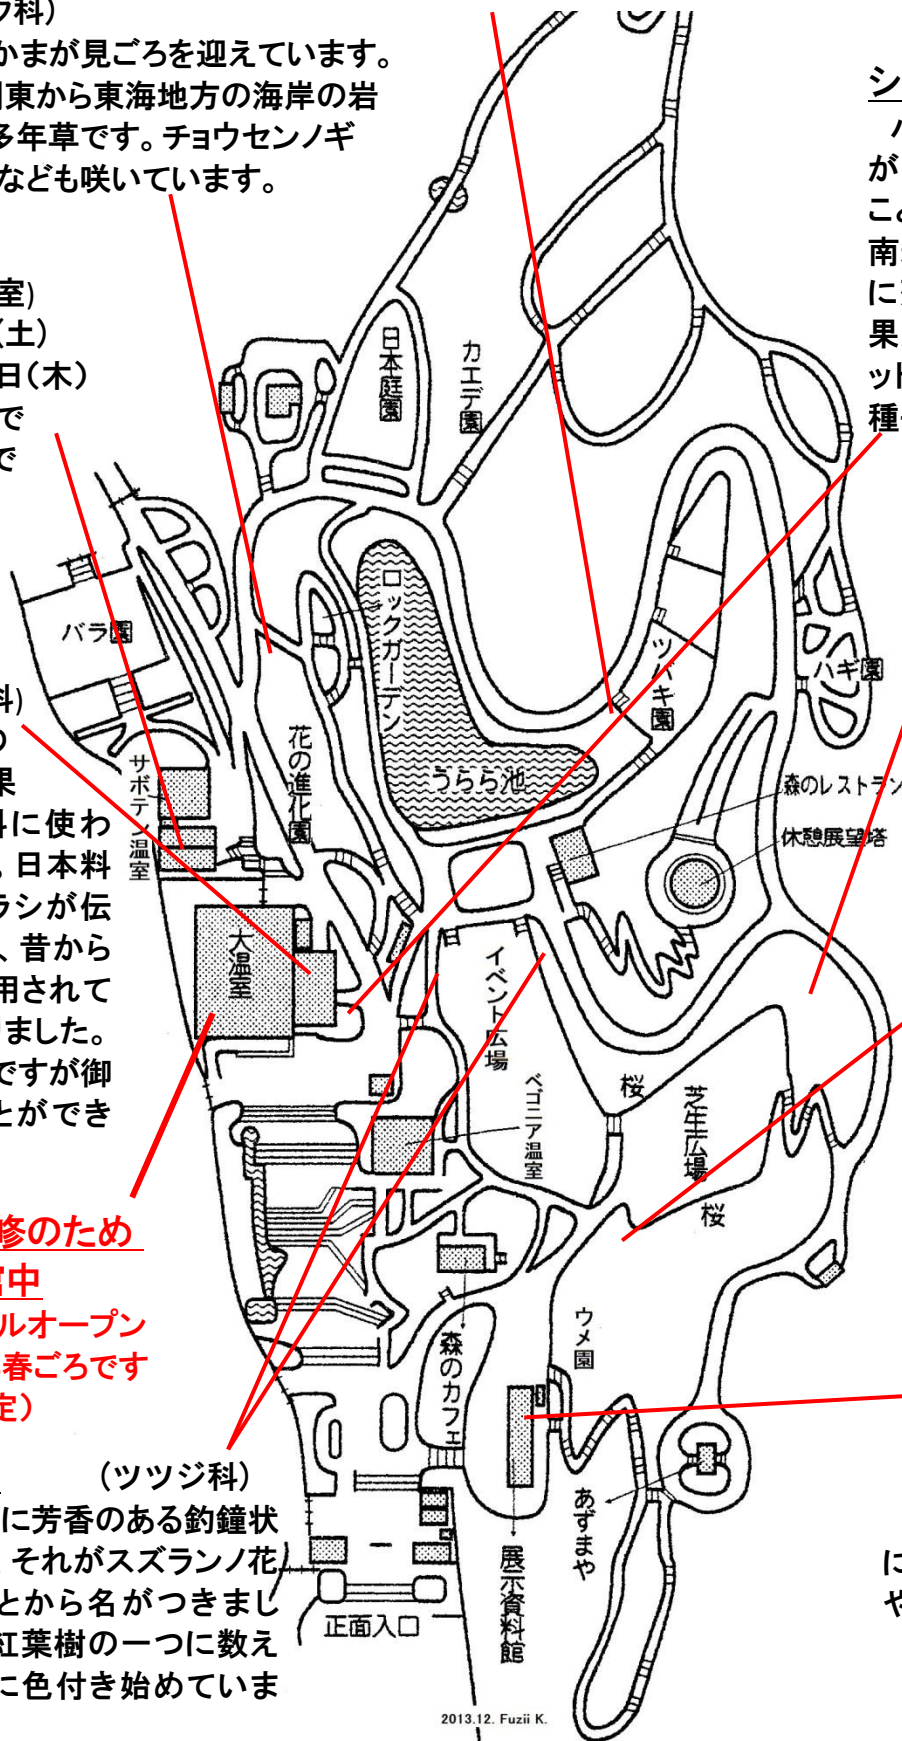 ウ科)
かまが見ごろを迎えています。
東から東海地方の海岸の岩
多年草です。チョウセンノギ
なども咲いています。
室)
(土)
日(木)
で
で
科)
の
果
料に使わ
。日本料
ラシが伝
、昔から
用されて
りました。
ですが御
とができ
修のため
館中
ルオープン
春ごろです
定)
(ツツジ科)
に芳香のある釣鐘状
、それがスズランノ花
とから名がつきまし
紅葉樹の一つに数え
に色付き始めていま
シ
ハ
が
こ
南
に
果
ット
種
に
や
日本庭園
カエデ園
ロックガーデン
バラ園
ツバキ園
ハギ園
花の進化園
うらら池
サボテン温室
森のレストラン
休憩展望塔
大温室
イベント広場
ベゴニア温室
桜
芝生広場
桜
ウメ園
森のカフェ
あずまや
展示資料館
正面入口
2013.12. Fuzii K.